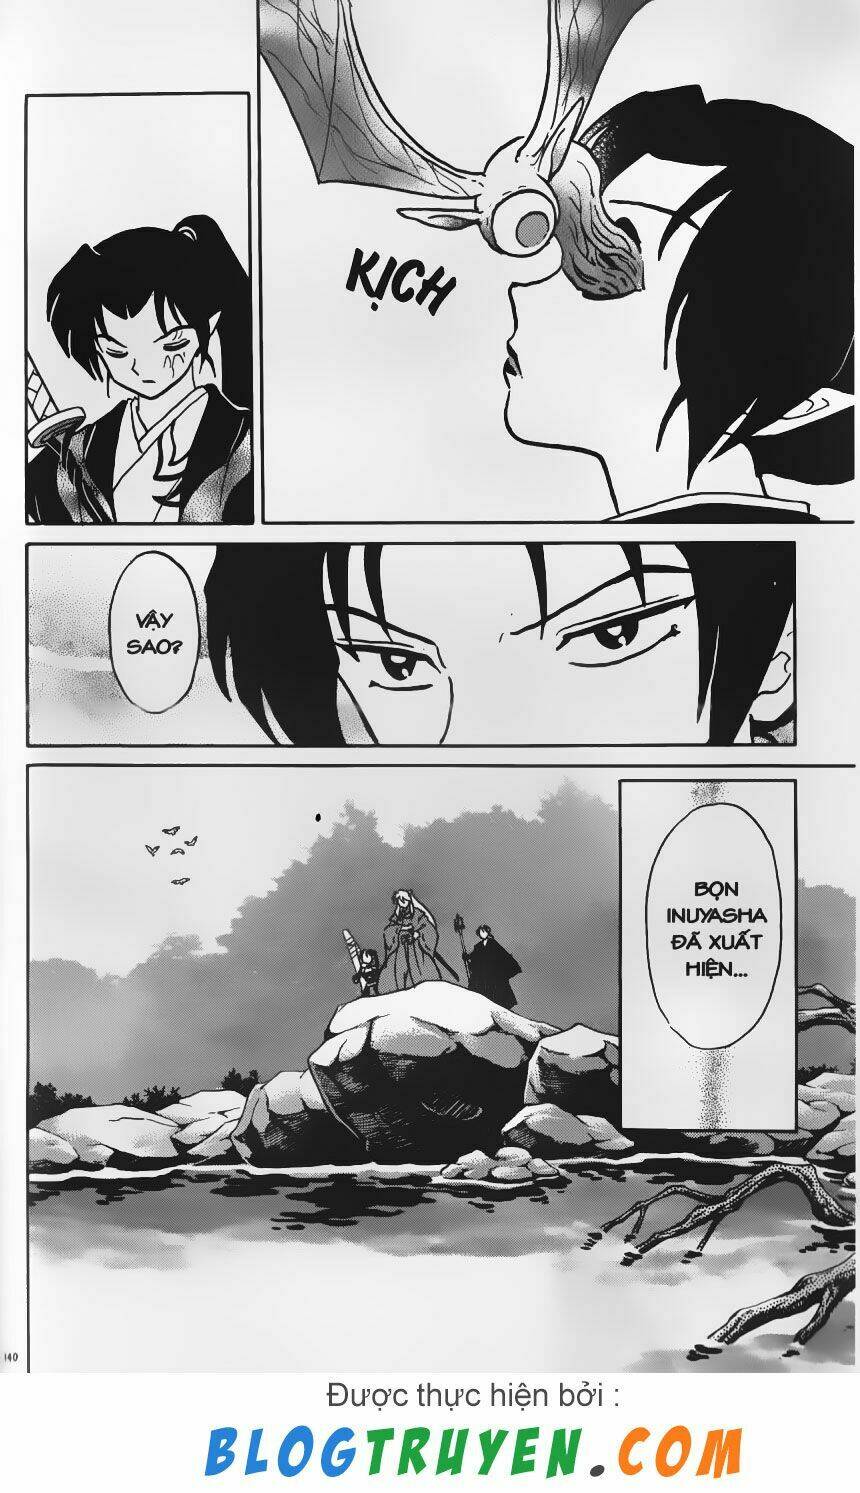 KỊCH
VẬY
SAO?
BỌN
INUYASHA
ĐÃ XUẤT
HIỆN...
140
Được thực hiện bởi :
BLOGTRUYEN.COM